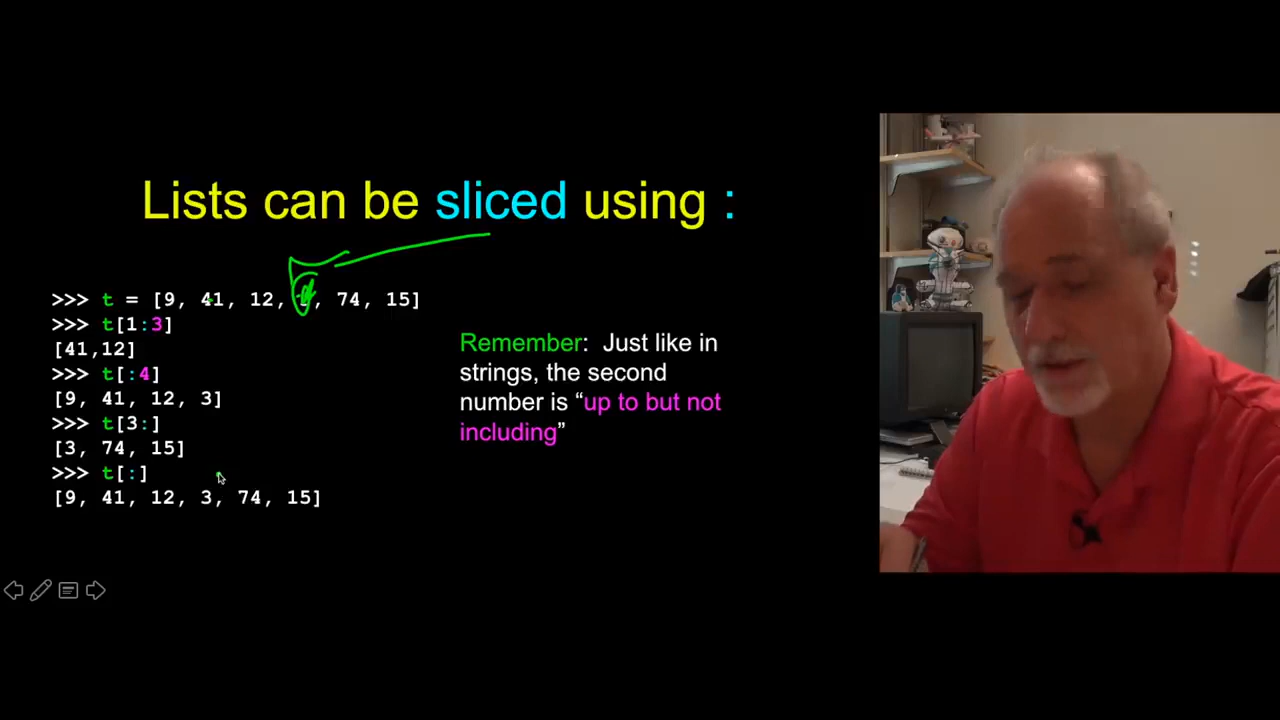 Lists can be sliced using :
>>> t = [9, 41, 12, , 74, 15]
>>> t[1:3]
[41,12]
>>> t[:4]
[9, 41, 12, 3]
>>> t[3:]
[3, 74, 15]
>>> t[:]
[9, 41, 12, 3, 74, 15]
Remember: Just like in
strings, the second
number is “up to but not
including”